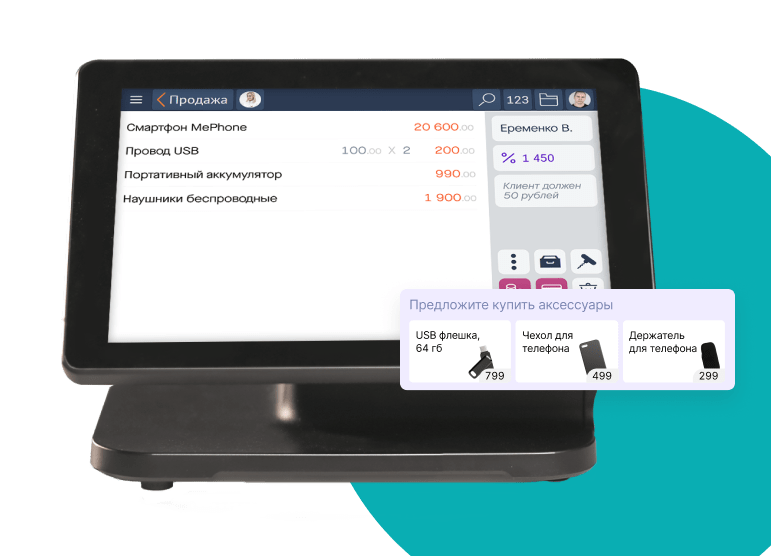 Продажа
123
Смартфон MePhone 20 600.00
Провод USB 100.00 X 2 200.00
Портативный аккумулятор 990.00
Наушники беспроводные 1 900.00
Еременко В.
% 1 450
Клиент должен
50 рублей
Предложите купить аксессуары
USB флешка,
64 гб
799
Чехол для
телефона
499
Держатель
для телефона
299